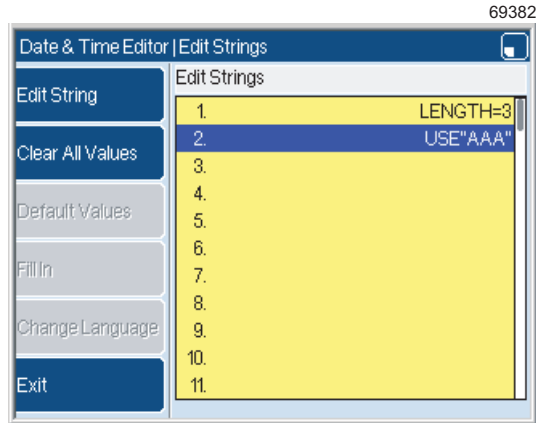 69382
Date & Time Editor | Edit Strings
Edit String
Clear All Values
Default Values
Fill In
Change Language
Exit
Edit Strings
1. LENGTH=3
2. USE"AAA"
3.
4.
5.
6.
7.
8.
9.
10.
11.